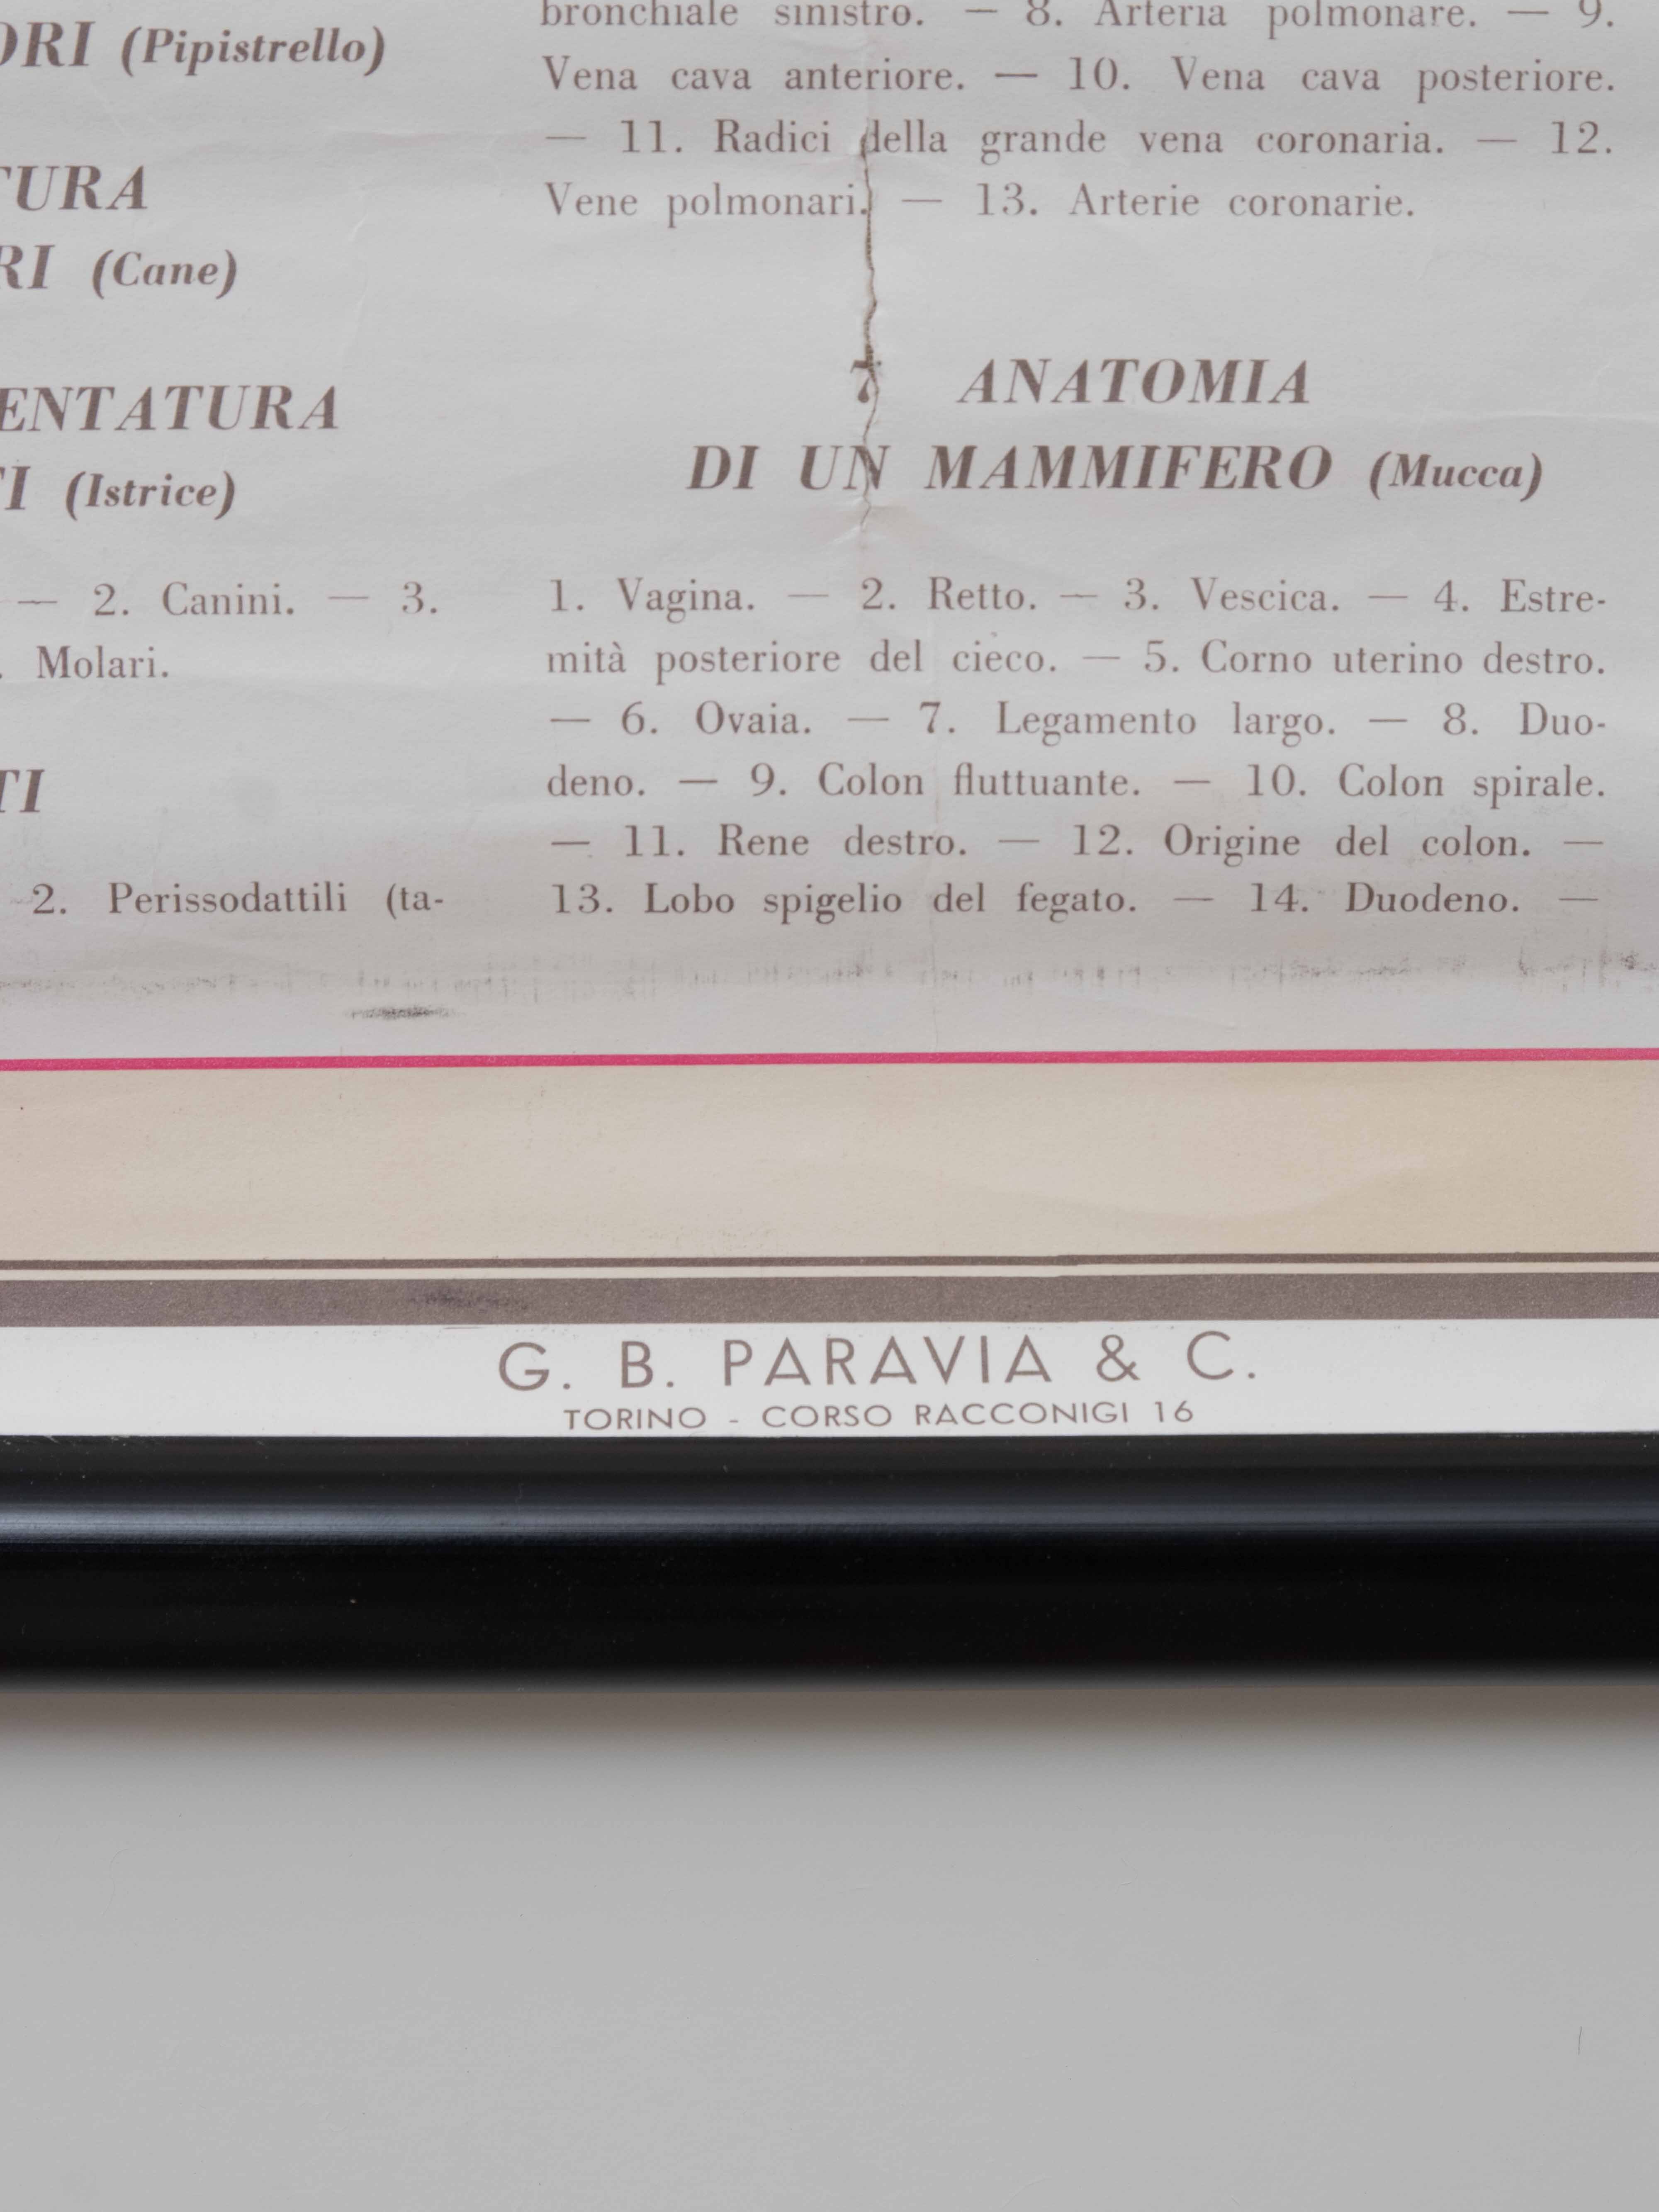 ORI (Pipistrello)
TURA
RI (Cane)
ENTATURA
TI (Istrice)
— 2. Canini. — 3.
. Molari.
TI
2. Perissodattili (ta-
bronchiale sinistro. — 8. Arteria polmonare. — 9.
Vena cava anteriore. — 10. Vena cava posteriore.
— 11. Radici della grande vena coronaria. — 12.
Vene polmonari. — 13. Arterie coronarie.
7 ANATOMIA
DI UN MAMMIFERO (Mucca)
1. Vagina. — 2. Retto. — 3. Vescica. — 4. Estre-
mità posteriore del cieco. — 5. Corno uterino destro.
— 6. Ovaia. — 7. Legamento largo. — 8. Duo-
deno. — 9. Colon fluttuante. — 10. Colon spirale.
— 11. Rene destro. — 12. Origine del colon. —
13. Lobo spigelio del fegato. — 14. Duodeno. —
G. B. PARAVIA & C.
TORINO - CORSO RACCONIGI 16